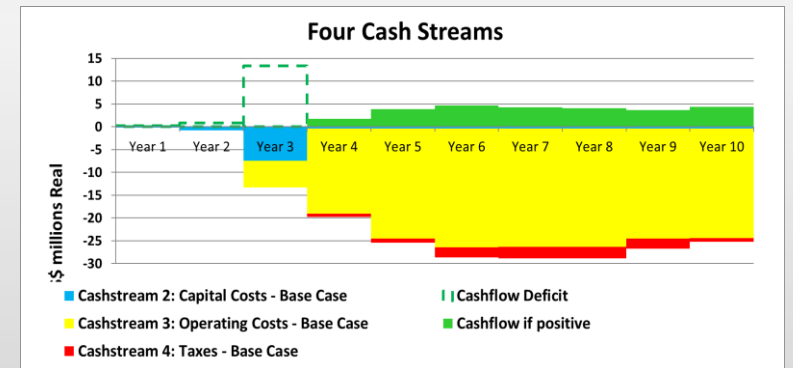 Four Cash Streams
15
10
5
0
-5
-10
-15
-20
-25
-30
$ millions Real
Year 1 Year 2 Year 3 Year 4 Year 5 Year 6 Year 7 Year 8 Year 9 Year 10
Cashstream 2: Capital Costs - Base Case
Cashflow Deficit
Cashstream 3: Operating Costs - Base Case
Cashflow if positive
Cashstream 4: Taxes - Base Case